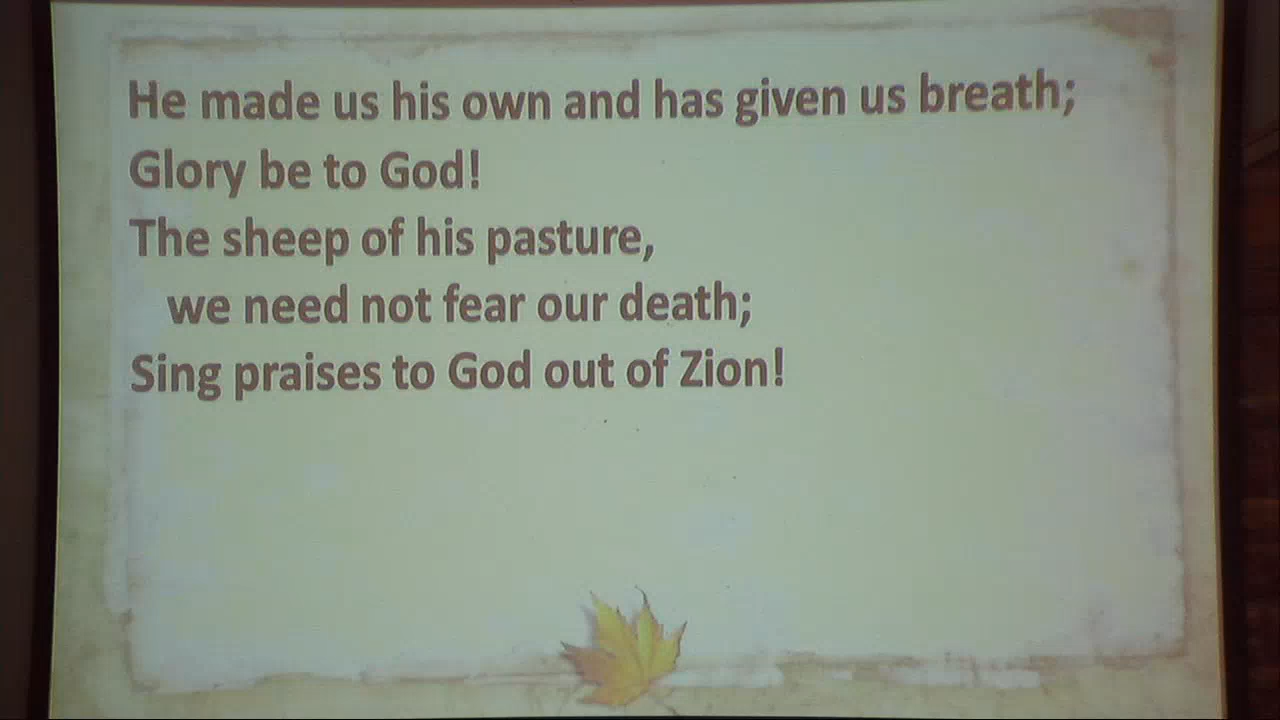 He made us his own and has given us breath;
Glory be to God!
The sheep of his pasture,
we need not fear our death;
Sing praises to God out of Zion!